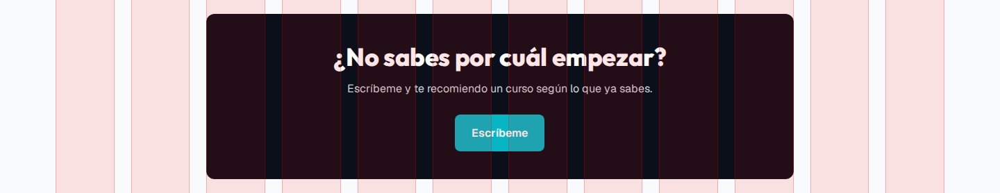 ¿No sabes por cuál empezar?
Escríbeme y te recomiendo un curso según lo que ya sabes.
Escríbeme